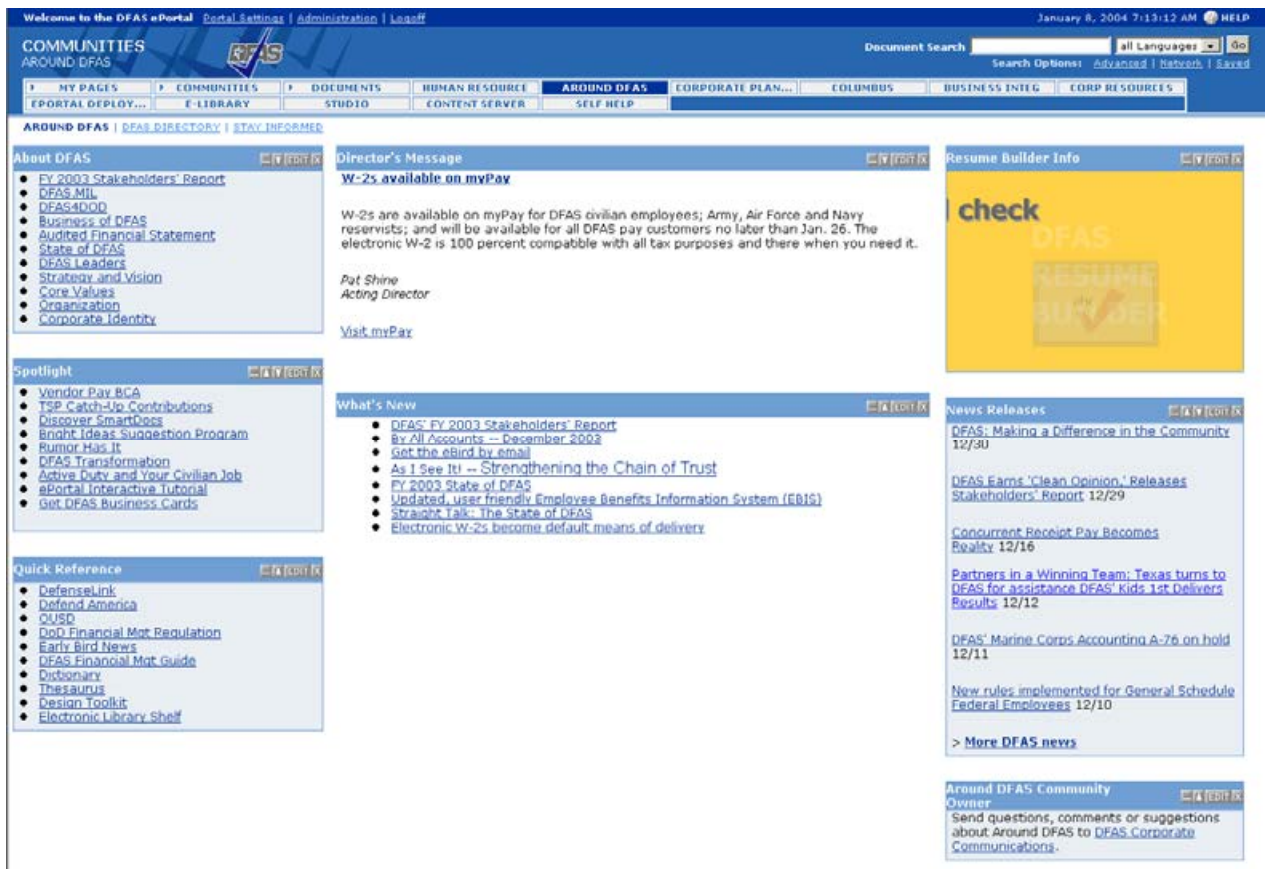 Welcome to the DFAS ePortal Portal Settings | Administration | Logoff
January 8, 2004 7:13:12 AM HELP
COMMUNITIES
AROUND DFAS
DFAS
Document Search all Languages Go
Search Options: Advanced | Network | Saved
MY PAGES COMMUNITIES DOCUMENTS HUMAN RESOURCE AROUND DFAS CORPORATE PLAN... COLUMBUS BUSINESS INTEG CORP RESOURCES
EPORTAL DEPLOY... E-LIBRARY STUDIO CONTENT SERVER SELF HELP
AROUND DFAS | DFAS DIRECTORY | STAY INFORMED
About DFAS EDIT
FY 2003 Stakeholders' Report
DFAS.MIL
DFAS4DOD
Business of DFAS
Audited Financial Statement
State of DFAS
DFAS Leaders
Strategy and Vision
Core Values
Organization
Corporate Identity
Spotlight EDIT
Vendor Pay BCA
TSP Catch-Up Contributions
Discover SmartDocs
Bright Ideas Suggestion Program
Rumor Has It
DFAS Transformation
Active Duty and Your Civilian Job
ePortal Interactive Tutorial
Get DFAS Business Cards
Quick Reference EDIT
DefenseLink
Defend America
OUSD
DoD Financial Mgt Regulation
Early Bird News
DFAS Financial Mgt Guide
Dictionary
Thesaurus
Design Toolkit
Electronic Library Shelf
Director's Message EDIT
W-2s available on myPay
W-2s are available on myPay for DFAS civilian employees; Army, Air Force and Navy
reservists; and will be available for all DFAS pay customers no later than Jan. 26. The
electronic W-2 is 100 percent compatible with all tax purposes and there when you need it.
Pat Shine
Acting Director
Visit myPay
What's New EDIT
DFAS' FY 2003 Stakeholders' Report
By All Accounts -- December 2003
Get the eBird by email
As I See It! -- Strengthening the Chain of Trust
FY 2003 State of DFAS
Updated, user friendly Employee Benefits Information System (EBIS)
Straight Talk: The State of DFAS
Electronic W-2s become default means of delivery
Resume Builder Info EDIT
check
DFAS
RESUME
BUILDER
News Releases EDIT
DFAS: Making a Difference in the Community
12/30
DFAS Earns 'Clean Opinion,' Releases
Stakeholders' Report 12/29
Concurrent Receipt Pay Becomes
Reality 12/16
Partners in a Winning Team: Texas turns to
DFAS for assistance DFAS' Kids 1st Delivers
Results 12/12
DFAS' Marine Corps Accounting A-76 on hold
12/11
New rules implemented for General Schedule
Federal Employees 12/10
> More DFAS news
Around DFAS Community
Owner EDIT
Send questions, comments or suggestions
about Around DFAS to DFAS Corporate
Communications.